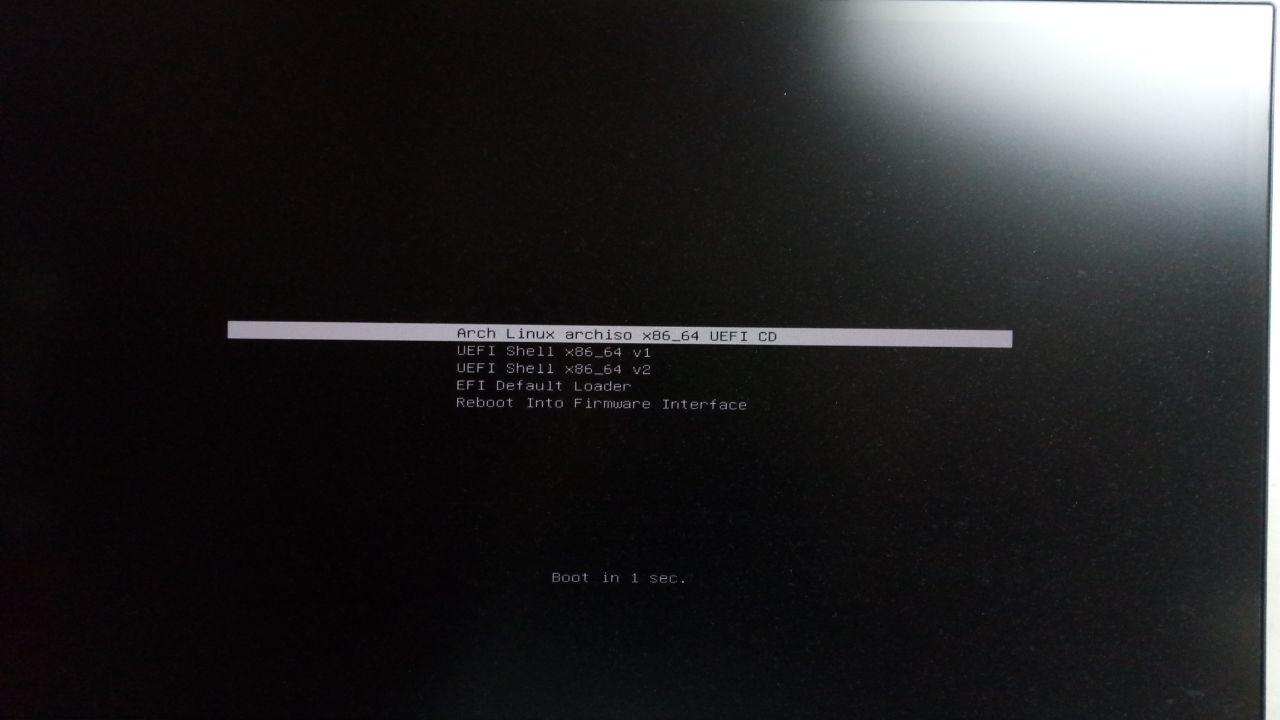 Arch Linux archiso x86_64 UEFI CD
UEFI Shell x86_64 v1
UEFI Shell x86_64 v2
EFI Default Loader
Reboot Into Firmware Interface
Boot in 1 sec.